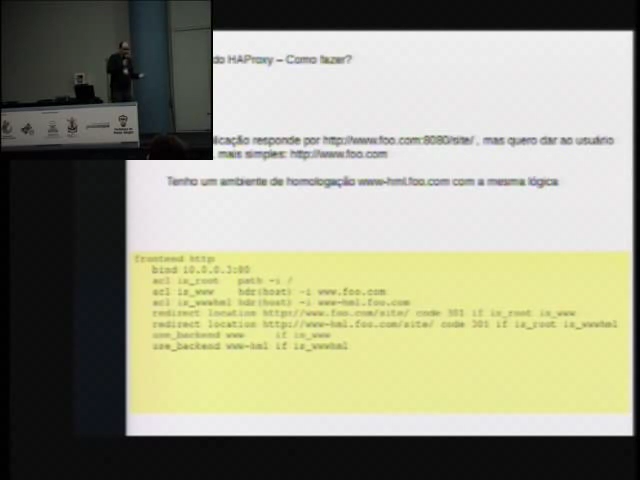 do HAProxy – Como fazer?
licação responde por http://www.foo.com:8080/site/ , mas quero dar ao usuário
mais simples: http://www.foo.com
Tenho um ambiente de homologação www-hml.foo.com com a mesma lógica
frontend http
bind 10.0.0.3:80
acl is_root path -i /
acl is_www hdr(host) -i www.foo.com
acl is_wwwhml hdr(host) -i www-hml.foo.com
redirect location http://www.foo.com/site/ code 301 if is_root is_www
redirect location http://www-hml.foo.com/site/ code 301 if is_root is_wwwhml
use_backend www if is_www
use_backend www-hml if is_wwwhml